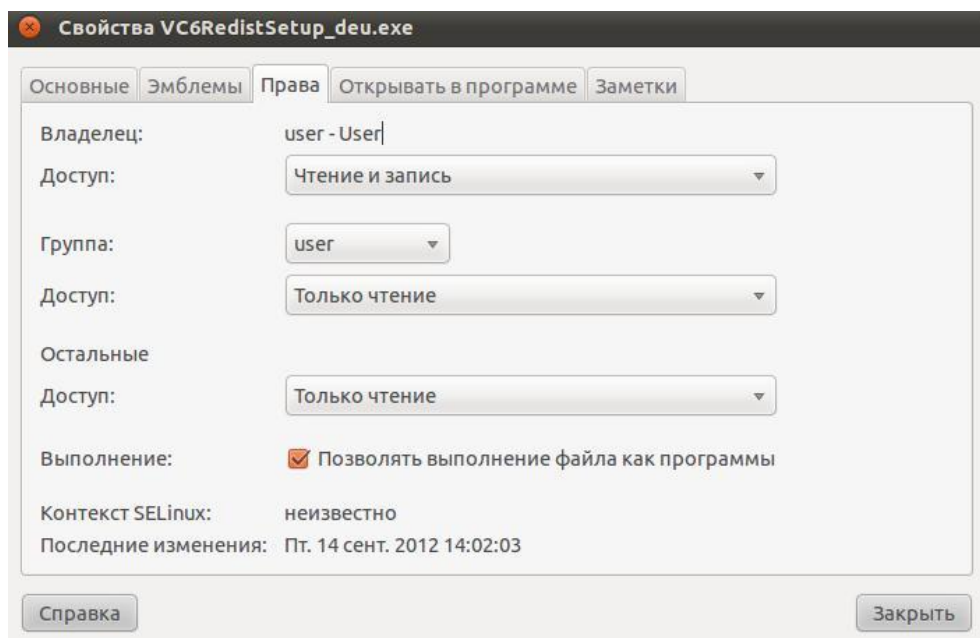 Свойства VC6RedistSetup_deu.exe
Основные Эмблемы Права Открывать в программе Заметки
Владелец: user - User
Доступ: Чтение и запись
Группа: user
Доступ: Только чтение
Остальные
Доступ: Только чтение
Выполнение: Позволять выполнение файла как программы
Контекст SELinux: неизвестно
Последние изменения: Пт. 14 сент. 2012 14:02:03
Справка Закрыть